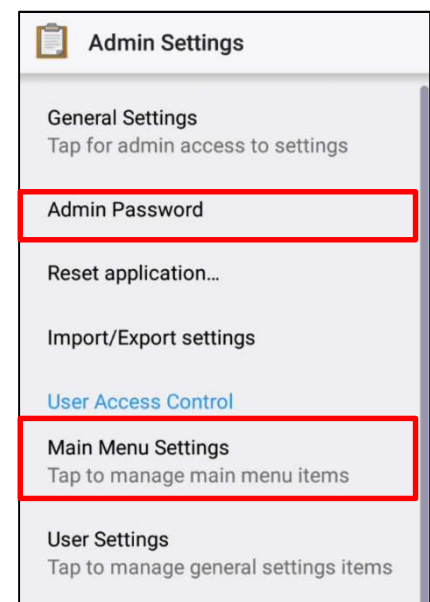 Admin Settings
General Settings
Tap for admin access to settings
Admin Password
Reset application...
Import/Export settings
User Access Control
Main Menu Settings
Tap to manage main menu items
User Settings
Tap to manage general settings items